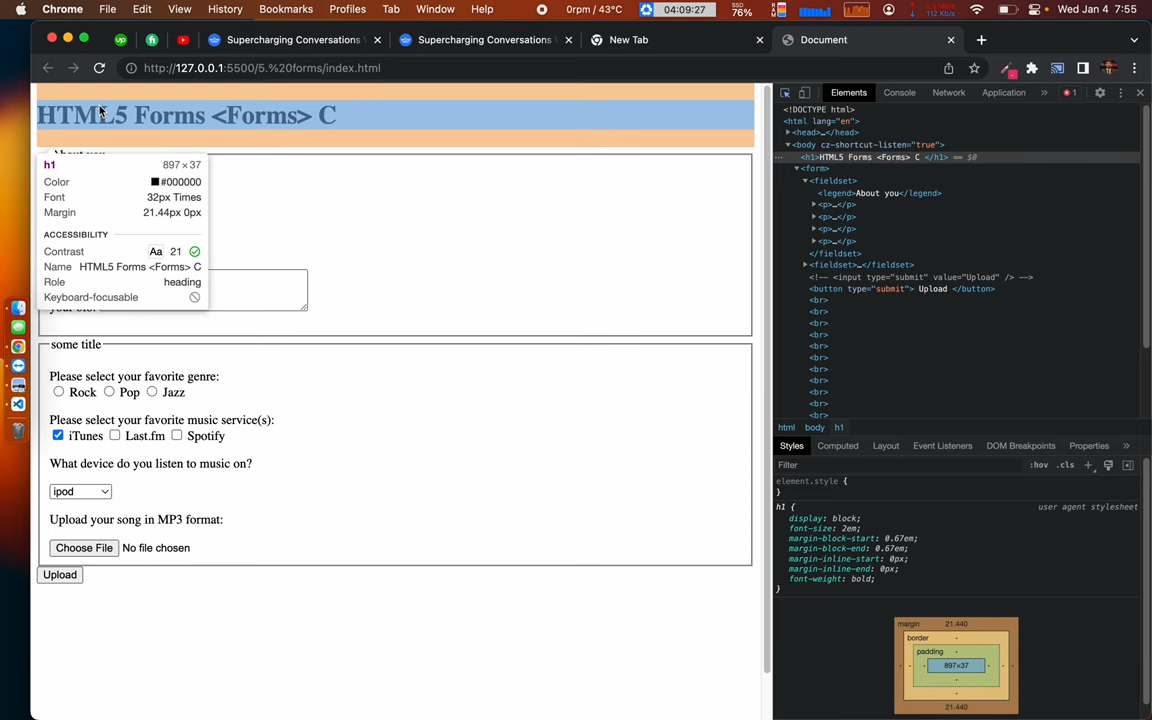 Chrome File Edit View History Bookmarks Profiles Tab Window Help 0rpm / 43°C 04:09:27 SSD 76% 112 Kb/s Wed Jan 4 7:55
up Supercharging Conversations Supercharging Conversations New Tab Document
http://127.0.0.1:5500/5.%20forms/index.html
HTML5 Forms <Forms> C
h1 897×37
Color #000000
Font 32px Times
Margin 21.44px 0px
ACCESSIBILITY
Contrast Aa 21
Name HTML5 Forms <Forms> C
Role heading
Keyboard-focusable
your bio:
some title
Please select your favorite genre:
Rock Pop Jazz
Please select your favorite music service(s):
iTunes Last.fm Spotify
What device do you listen to music on?
ipod
Upload your song in MP3 format:
Choose File No file chosen
Upload
Elements Console Network Application » 1
<!DOCTYPE html>
<html lang="en">
<head>…</head>
<body cz-shortcut-listen="true">
<h1>HTML5 Forms <Forms> C </h1> == $0
<form>
<fieldset>
<legend>About you</legend>
<p>…</p>
<p>…</p>
<p>…</p>
<p>…</p>
</fieldset>
<fieldset>…</fieldset>
<!-- <input type="submit" value="Upload" /> -->
<button type="submit"> Upload </button>
<br>
<br>
<br>
<br>
<br>
<br>
<br>
<br>
<br>
<br>
<br>
html body h1
Styles Computed Layout Event Listeners DOM Breakpoints Properties »
Filter :hov .cls +
element.style {
}
h1 { user agent stylesheet
display: block;
font-size: 2em;
margin-block-start: 0.67em;
margin-block-end: 0.67em;
margin-inline-start: 0px;
margin-inline-end: 0px;
font-weight: bold;
}
margin 21.440
border -
padding -
- - - 897×37 - - -
-
-
21.440